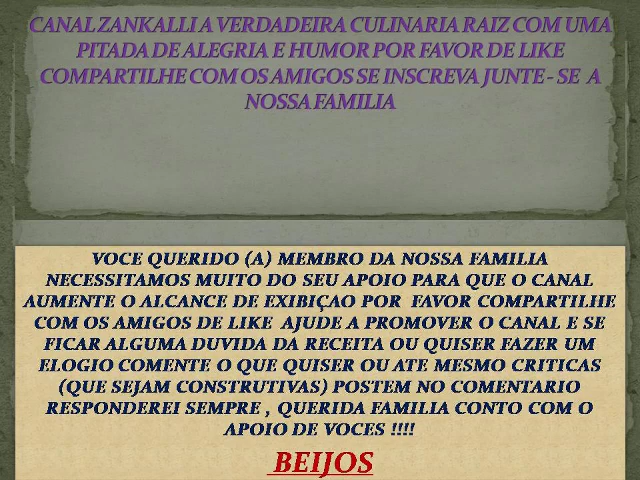 CANAL ZANKALLI A VERDADEIRA CULINARIA RAIZ COM UMA
PITADA DE ALEGRIA E HUMOR POR FAVOR DE LIKE
COMPARTILHE COM OS AMIGOS SE INSCREVA JUNTE - SE A
NOSSA FAMILIA
VOCE QUERIDO (A) MEMBRO DA NOSSA FAMILIA
NECESSITAMOS MUITO DO SEU APOIO PARA QUE O CANAL
AUMENTE O ALCANCE DE EXIBIÇAO POR FAVOR COMPARTILHE
COM OS AMIGOS DE LIKE AJUDE A PROMOVER O CANAL E SE
FICAR ALGUMA DUVIDA DA RECEITA OU QUISER FAZER UM
ELOGIO COMENTE O QUE QUISER OU ATE MESMO CRITICAS
(QUE SEJAM CONSTRUTIVAS) POSTEM NO COMENTARIO
RESPONDEREI SEMPRE , QUERIDA FAMILIA CONTO COM O
APOIO DE VOCES !!!!
BEIJOS